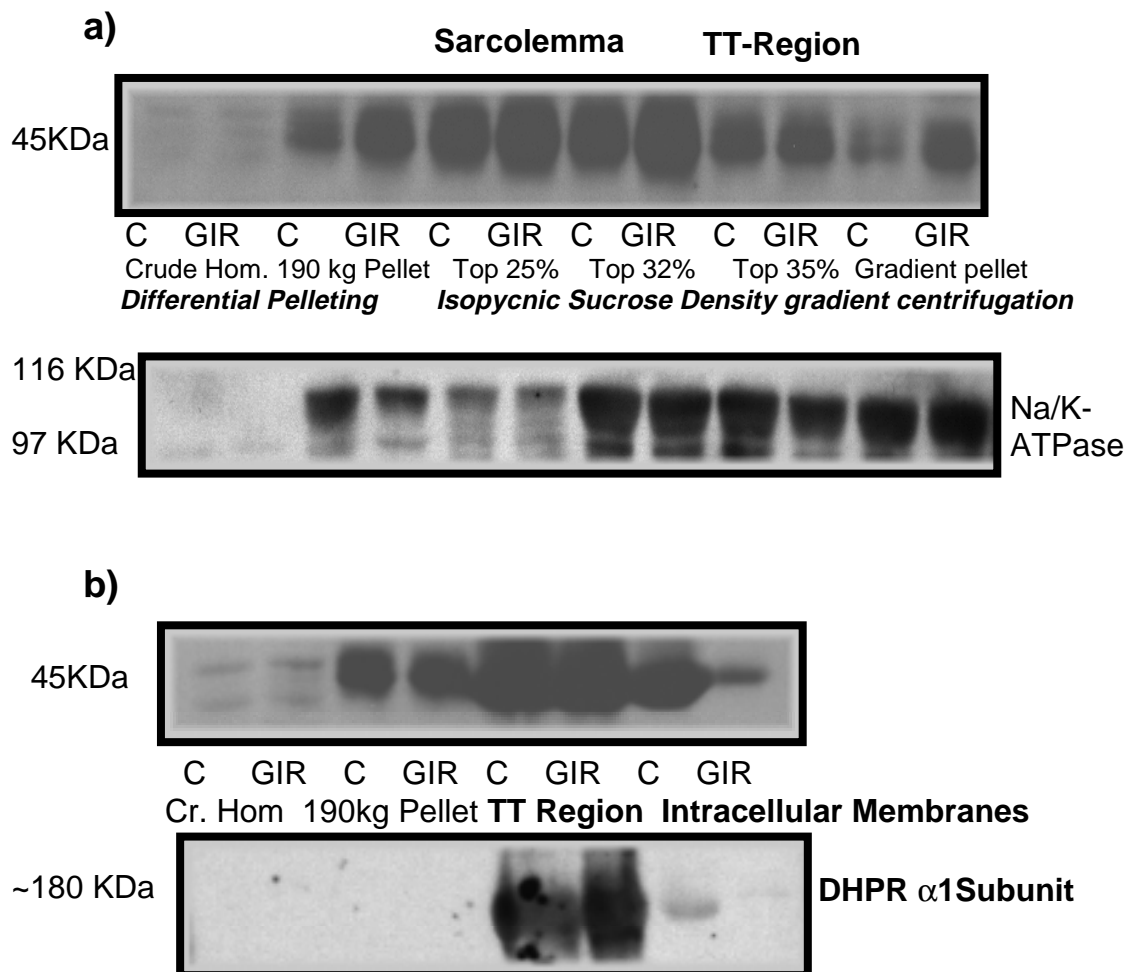 a)
Sarcolemma TT-Region
45KDa
C GIR C GIR C GIR C GIR C GIR C GIR
Crude Hom. 190 kg Pellet Top 25% Top 32% Top 35% Gradient pellet
Differential Pelleting Isopycnic Sucrose Density gradient centrifugation
116 KDa
97 KDa
Na/K-
ATPase
b)
45KDa
C GIR C GIR C GIR C GIR
Cr. Hom 190kg Pellet TT Region Intracellular Membranes
~180 KDa
DHPR α1Subunit